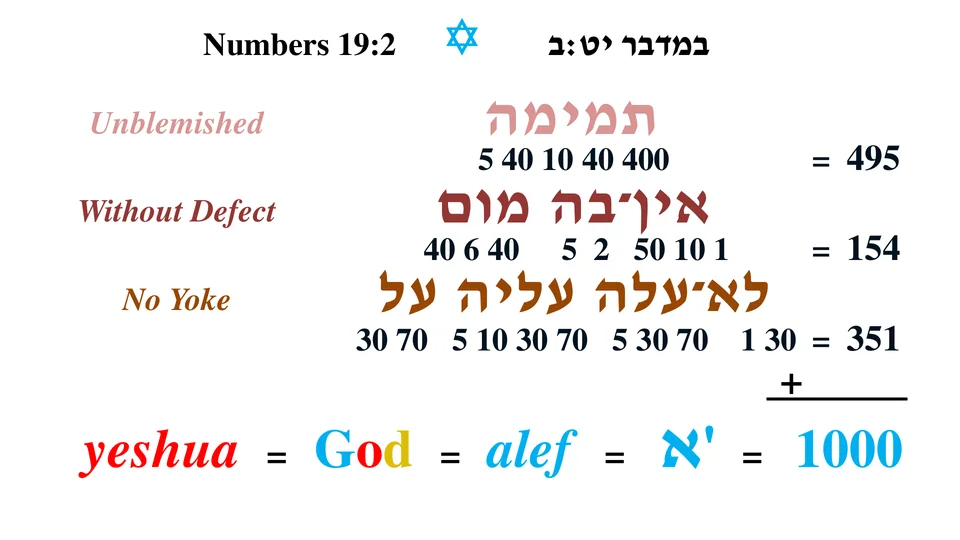 Numbers 19:2 ✡ במדבר יט:ב
Unblemished תמימה
5 40 10 40 400 = 495
Without Defect אין־בה מום
40 6 40 5 2 50 10 1 = 154
No Yoke לא־עלה עליה על
30 70 5 10 30 70 5 30 70 1 30 = 351
+
yeshua = God = alef = א' = 1000